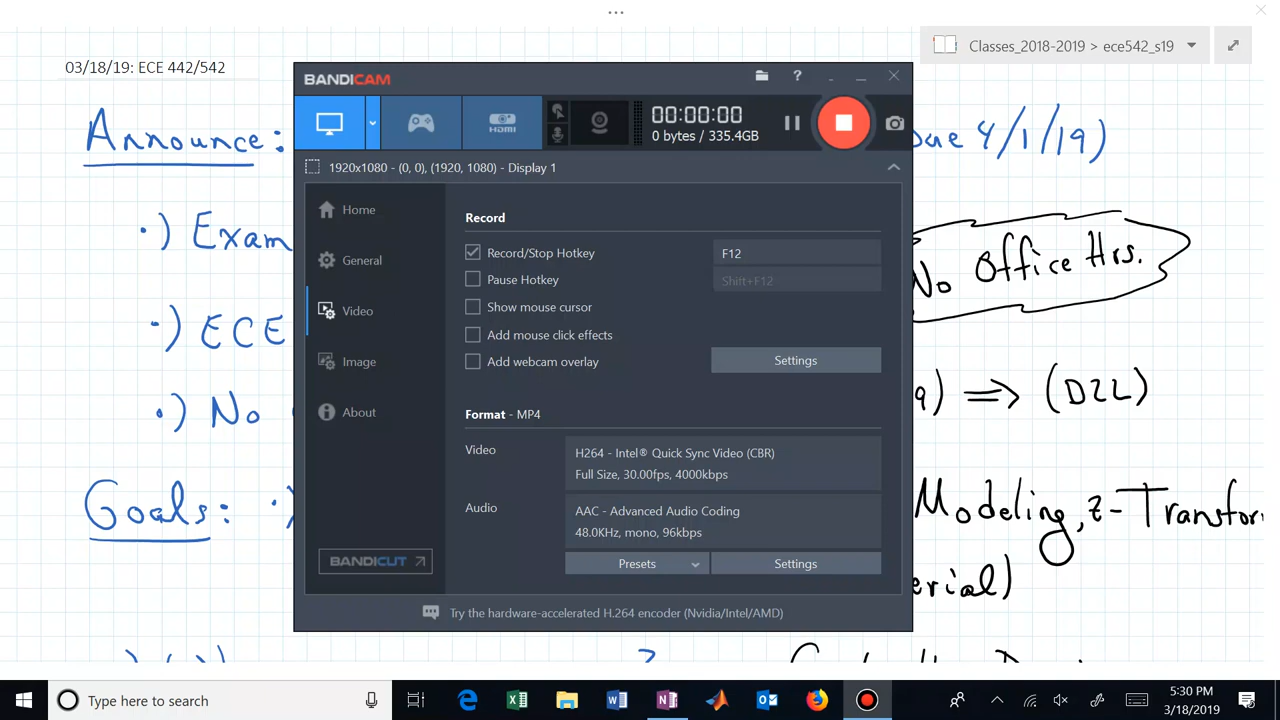 ...
Classes_2018-2019 > ece542_s19
03/18/19: ECE 442/542
Announce:
ue 4/1/19)
·) Exam
No Office Hrs.
·) ECE
·) No
9) ⇒ (D2L)
Goals: ·
Modeling, z-Transfor
erial)
BANDICAM
?
HDMI
00:00:00
0 bytes / 335.4GB
1920x1080 - (0, 0), (1920, 1080) - Display 1
Home
General
Video
Image
About
BANDICUT
Record
Record/Stop Hotkey
F12
Pause Hotkey
Shift+F12
Show mouse cursor
Add mouse click effects
Add webcam overlay
Settings
Format - MP4
Video
H264 - Intel® Quick Sync Video (CBR)
Full Size, 30.00fps, 4000kbps
Audio
AAC - Advanced Audio Coding
48.0KHz, mono, 96kbps
Presets
Settings
Try the hardware-accelerated H.264 encoder (Nvidia/Intel/AMD)
Type here to search
5:30 PM
3/18/2019